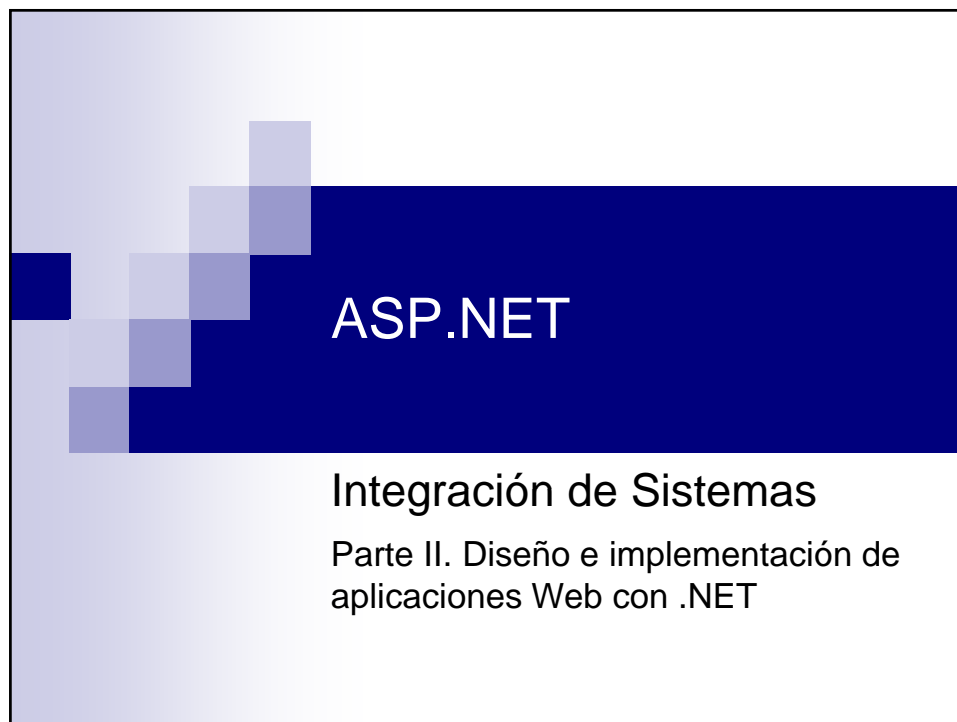 ASP.NET
Integración de Sistemas
Parte II. Diseño e implementación de
aplicaciones Web con .NET